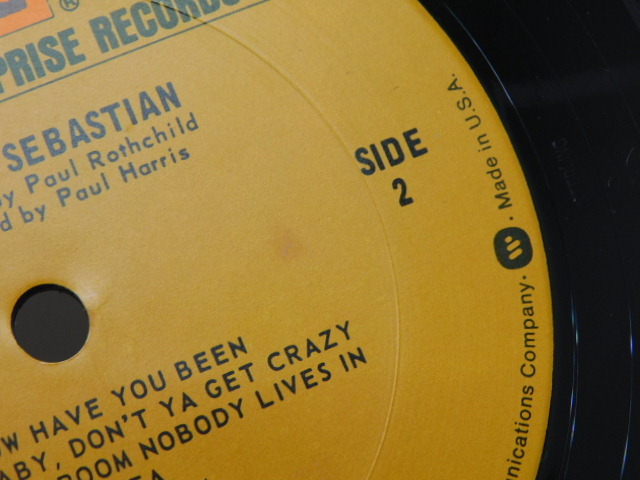 ®
PRISE RECORDS
SEBASTIAN
by Paul Rothchild
d by Paul Harris
SIDE
2
OW HAVE YOU BEEN
ABY, DON'T YA GET CRAZY
ROOM NOBODY LIVES IN
nications Company. · Made in U.S.A.